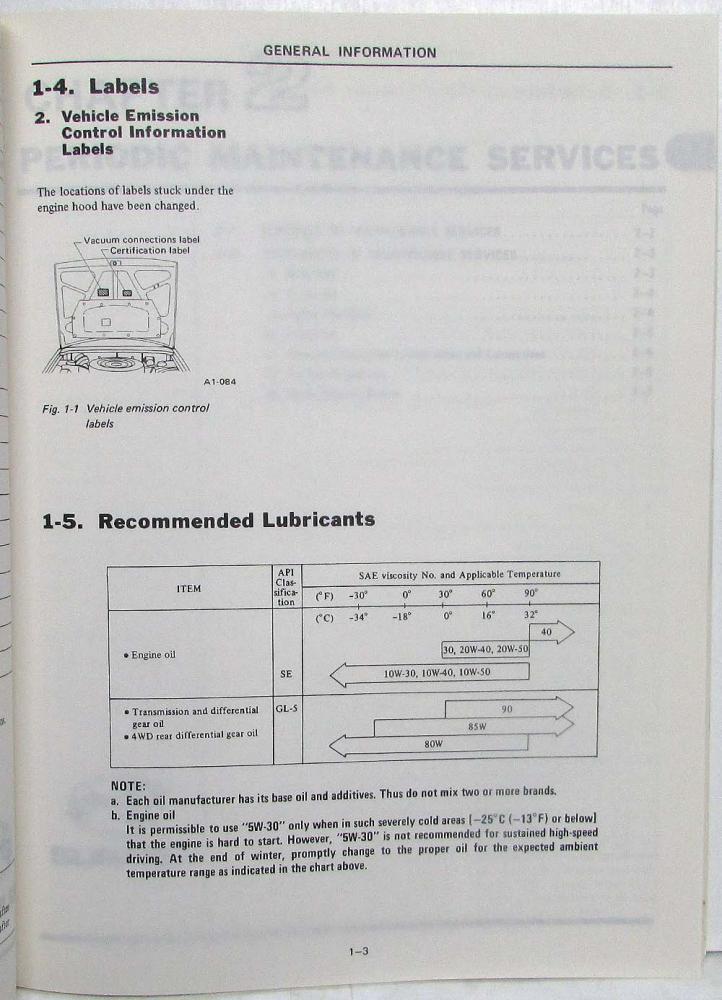 GENERAL INFORMATION
1-4. Labels
2. Vehicle Emission
Control Information
Labels
The locations of labels stuck under the
engine hood have been changed.
Vacuum connections label
Certification label
A1-084
Fig. 1-1 Vehicle emission control
labels
CHAPTER 2
PERIODIC MAINTENANCE SERVICES
Page
1-5. Recommended Lubricants
ITEM
API
Clas-
sifica-
tion
SAE viscosity No. and Applicable Temperature
(°F) -30° 0° 30° 60° 90°
(°C) -34° -18° 0° 16° 32°
• Engine oil
SE
40
30, 20W-40, 20W-50
10W-30, 10W-40, 10W-50
• Transmission and differential
gear oil
• 4WD rear differential gear oil
GL-5
90
85W
80W
NOTE:
a. Each oil manufacturer has its base oil and additives. Thus do not mix two or more brands.
b. Engine oil
It is permissible to use "5W-30" only when in such severely cold areas [−25°C (−13°F) or below]
that the engine is hard to start. However, "5W-30" is not recommended for sustained high-speed
driving. At the end of winter, promptly change to the proper oil for the expected ambient
temperature range as indicated in the chart above.
1−3